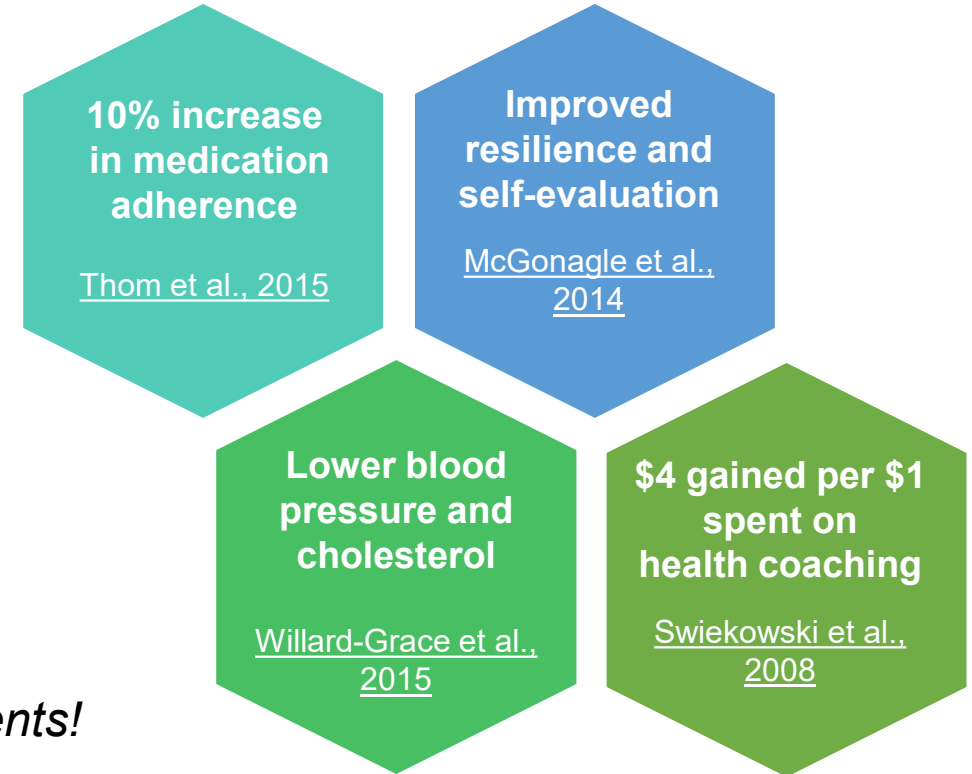 10% increase
in medication
adherence
Thom et al., 2015
Improved
resilience and
self-evaluation
McGonagle et al.,
2014
Lower blood
pressure and
cholesterol
Willard-Grace et al.,
2015
$4 gained per $1
spent on
health coaching
Swiekowski et al.,
2008
ents!